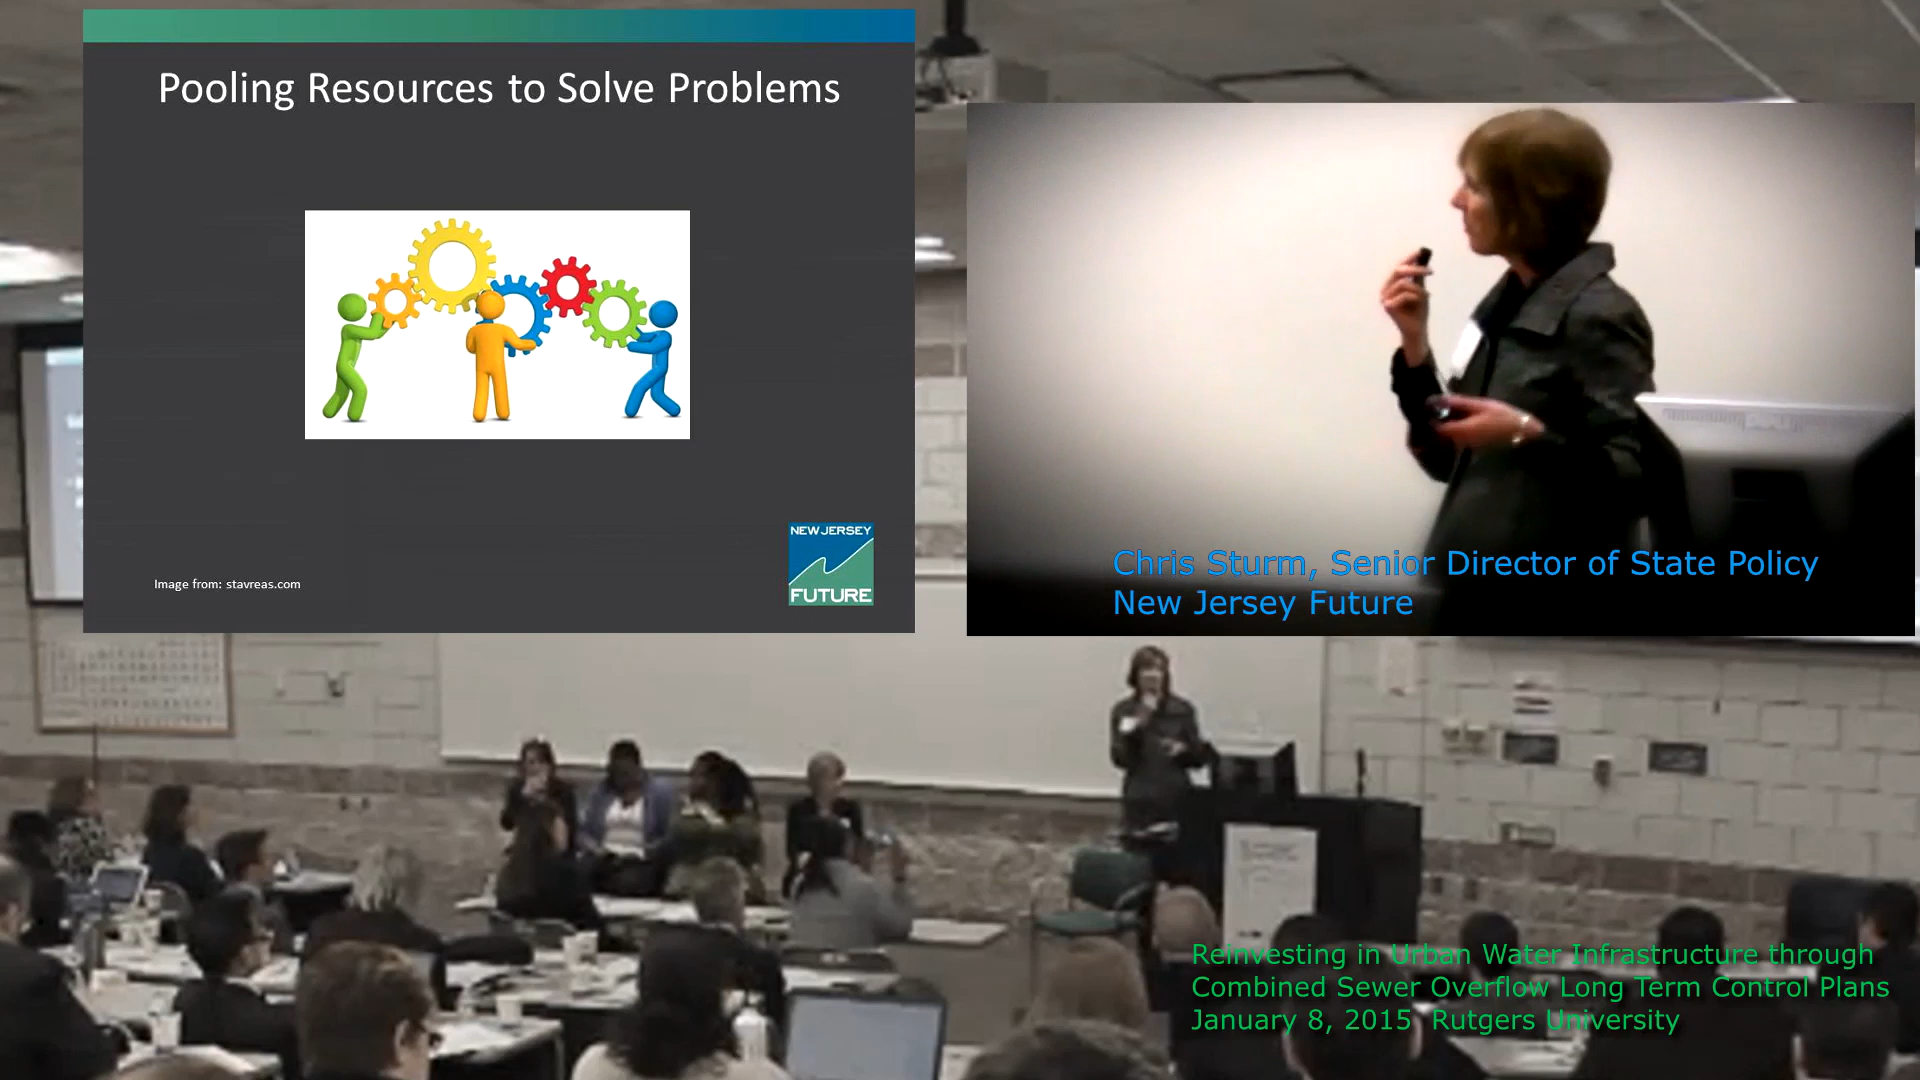 Pooling Resources to Solve Problems
Image from: stavreas.com
NEW JERSEY
FUTURE
Chris Sturm, Senior Director of State Policy
New Jersey Future
Reinvesting in Urban Water Infrastructure through
Combined Sewer Overflow Long Term Control Plans
January 8, 2015 Rutgers University